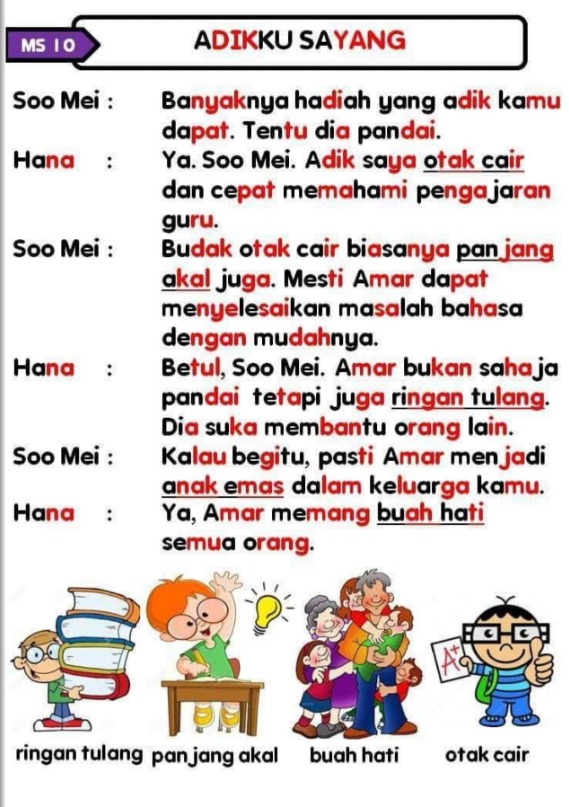 MS 10
ADIKKU SAYANG
Soo Mei : Banyaknya hadiah yang adik kamu
dapat. Tentu dia pandai.
Hana : Ya. Soo Mei. Adik saya otak cair
dan cepat memahami pengajaran
guru.
Soo Mei : Budak otak cair biasanya panjang
akal juga. Mesti Amar dapat
menyelesaikan masalah bahasa
dengan mudahnya.
Hana : Betul, Soo Mei. Amar bukan sahaja
pandai tetapi juga ringan tulang.
Dia suka membantu orang lain.
Soo Mei : Kalau begitu, pasti Amar menjadi
anak emas dalam keluarga kamu.
Hana : Ya, Amar memang buah hati
semua orang.
A+
ringan tulang panjang akal buah hati otak cair